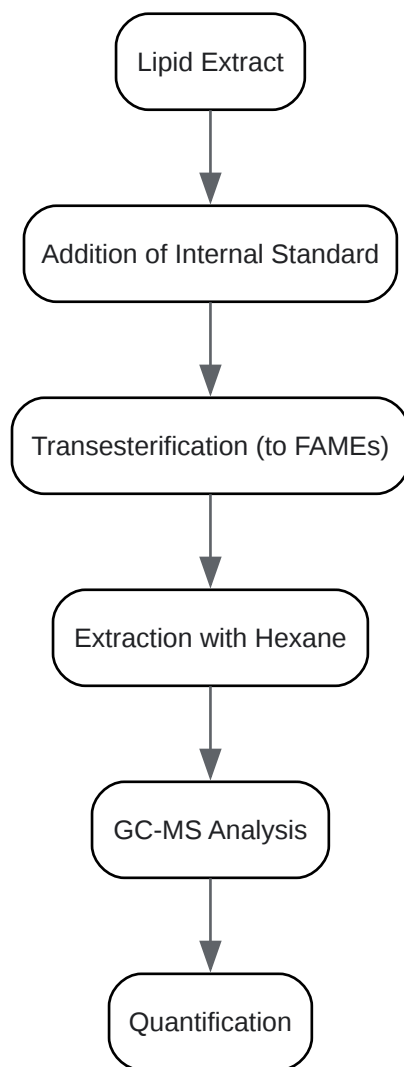 Lipid Extract
Addition of Internal Standard
Transesterification (to FAMEs)
Extraction with Hexane
GC-MS Analysis
Quantification